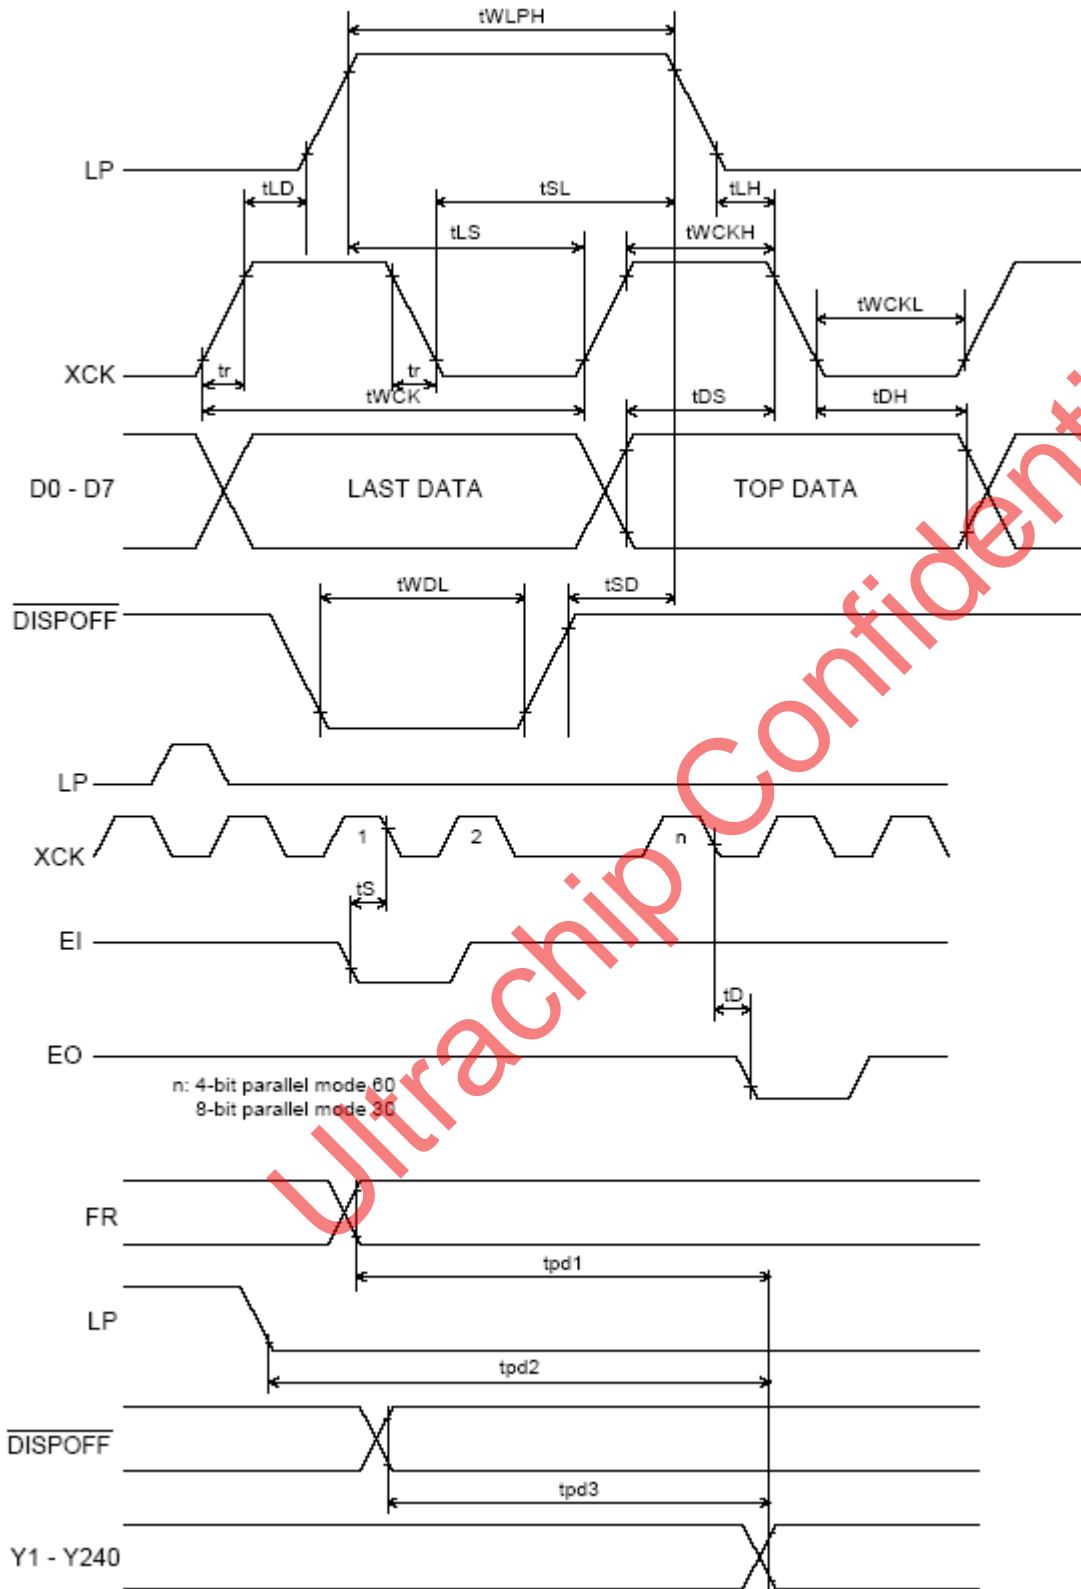 tWLPH
LP
tLD
tSL
tLH
tLS
tWCKH
tWCKL
XCK
tr
tr
tWCK
tDS
tDH
D0 - D7
LAST DATA
TOP DATA
tWDL
tSD
DISPOFF
LP
XCK
1
2
n
tS
EI
tD
EO
n: 4-bit parallel mode 60
8-bit parallel mode 30
FR
tpd1
LP
tpd2
DISPOFF
tpd3
Y1 - Y240
Ultrachip Confidenti